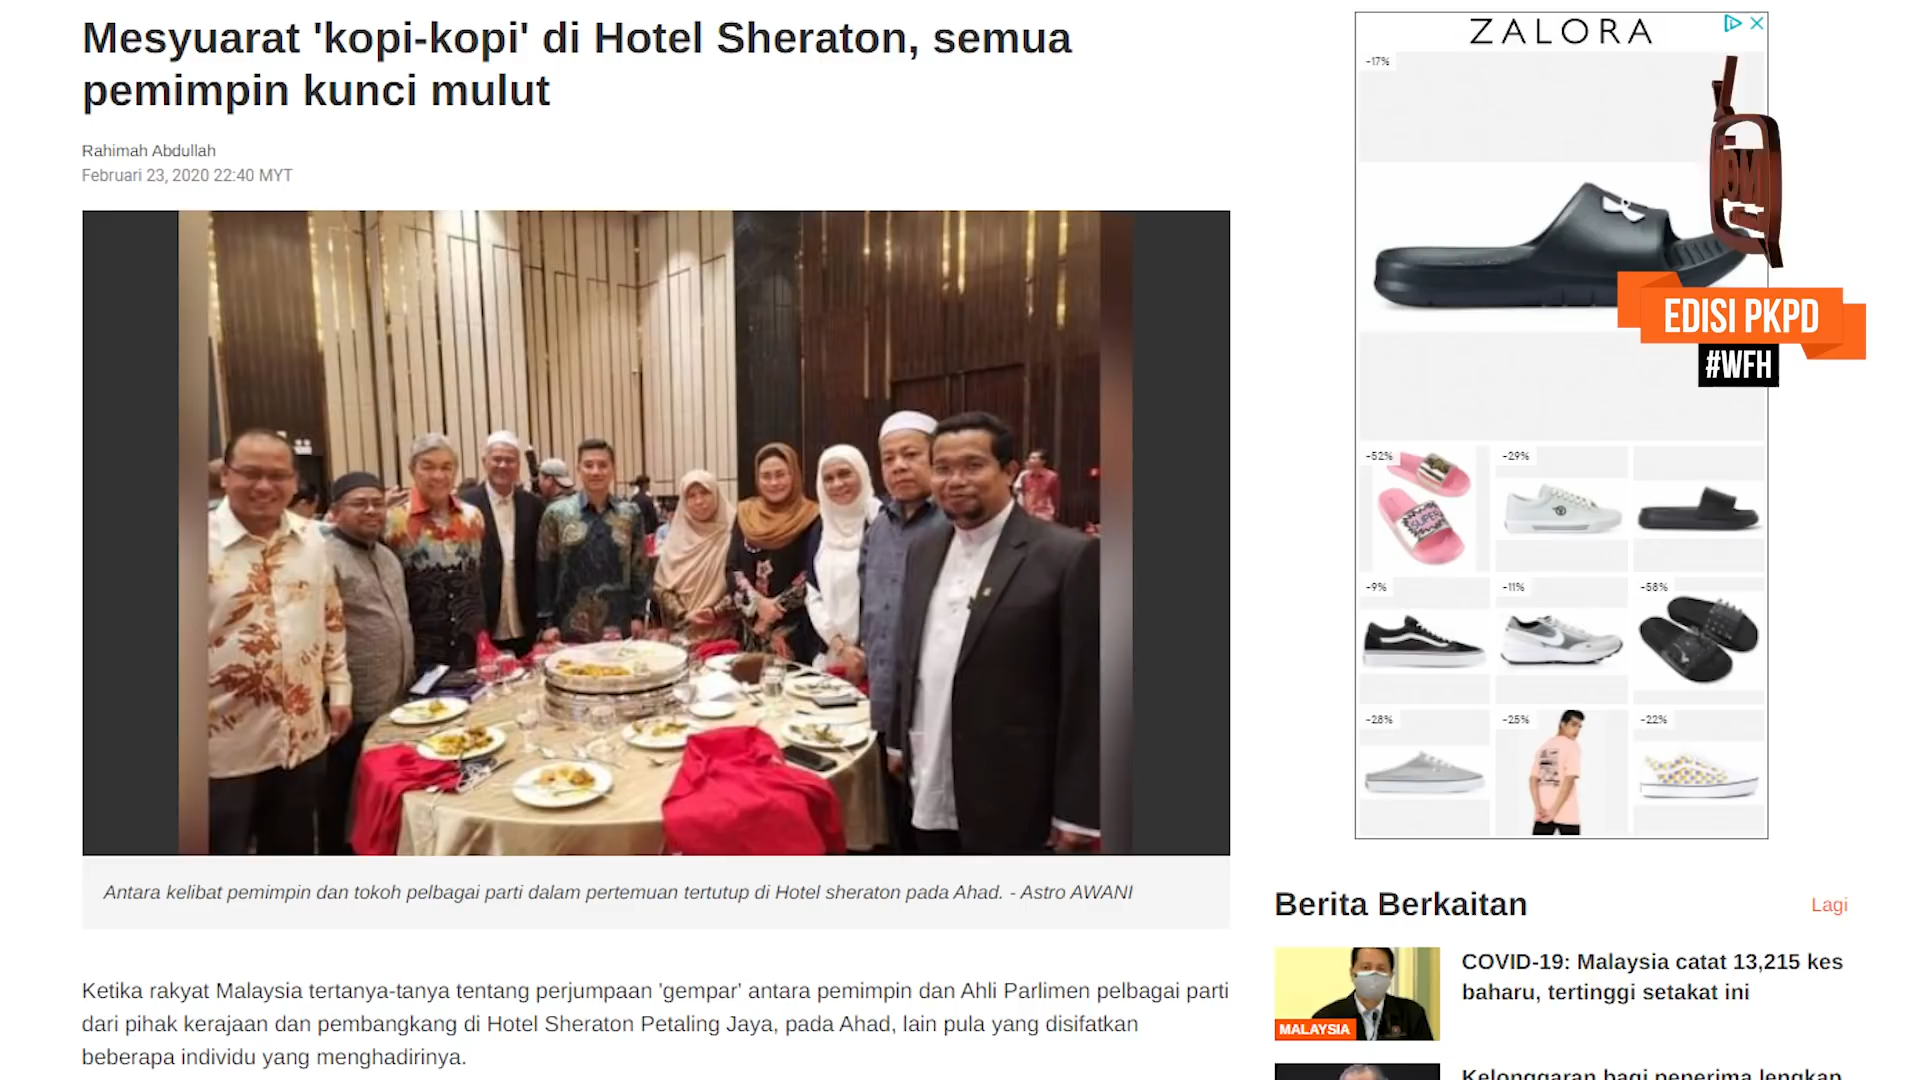 Mesyuarat 'kopi-kopi' di Hotel Sheraton, semua
pemimpin kunci mulut
Rahimah Abdullah
Februari 23, 2020 22:40 MYT
Antara kelibat pemimpin dan tokoh pelbagai parti dalam pertemuan tertutup di Hotel sheraton pada Ahad. - Astro AWANI
Ketika rakyat Malaysia tertanya-tanya tentang perjumpaan 'gempar' antara pemimpin dan Ahli Parlimen pelbagai parti
dari pihak kerajaan dan pembangkang di Hotel Sheraton Petaling Jaya, pada Ahad, lain pula yang disifatkan
beberapa individu yang menghadirinya.
ZALORA
-17%
EDISI PKPD
#WFH
-52%
-29%
SUPER
-9%
-11%
-58%
-28%
-25%
-22%
Berita Berkaitan
Lagi
COVID-19: Malaysia catat 13,215 kes
baharu, tertinggi setakat ini
MALAYSIA
Kelonggaran bagi penerima lengkap